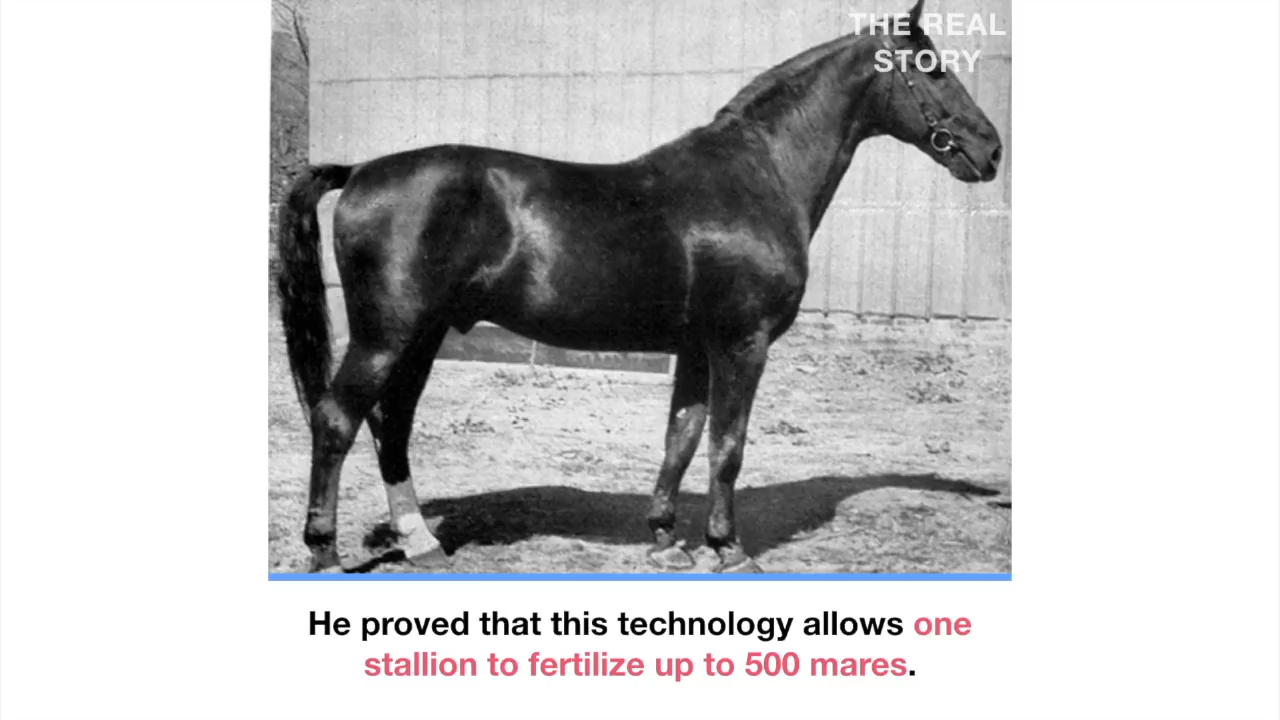 THE REAL
STORY
He proved that this technology allows one
stallion to fertilize up to 500 mares.